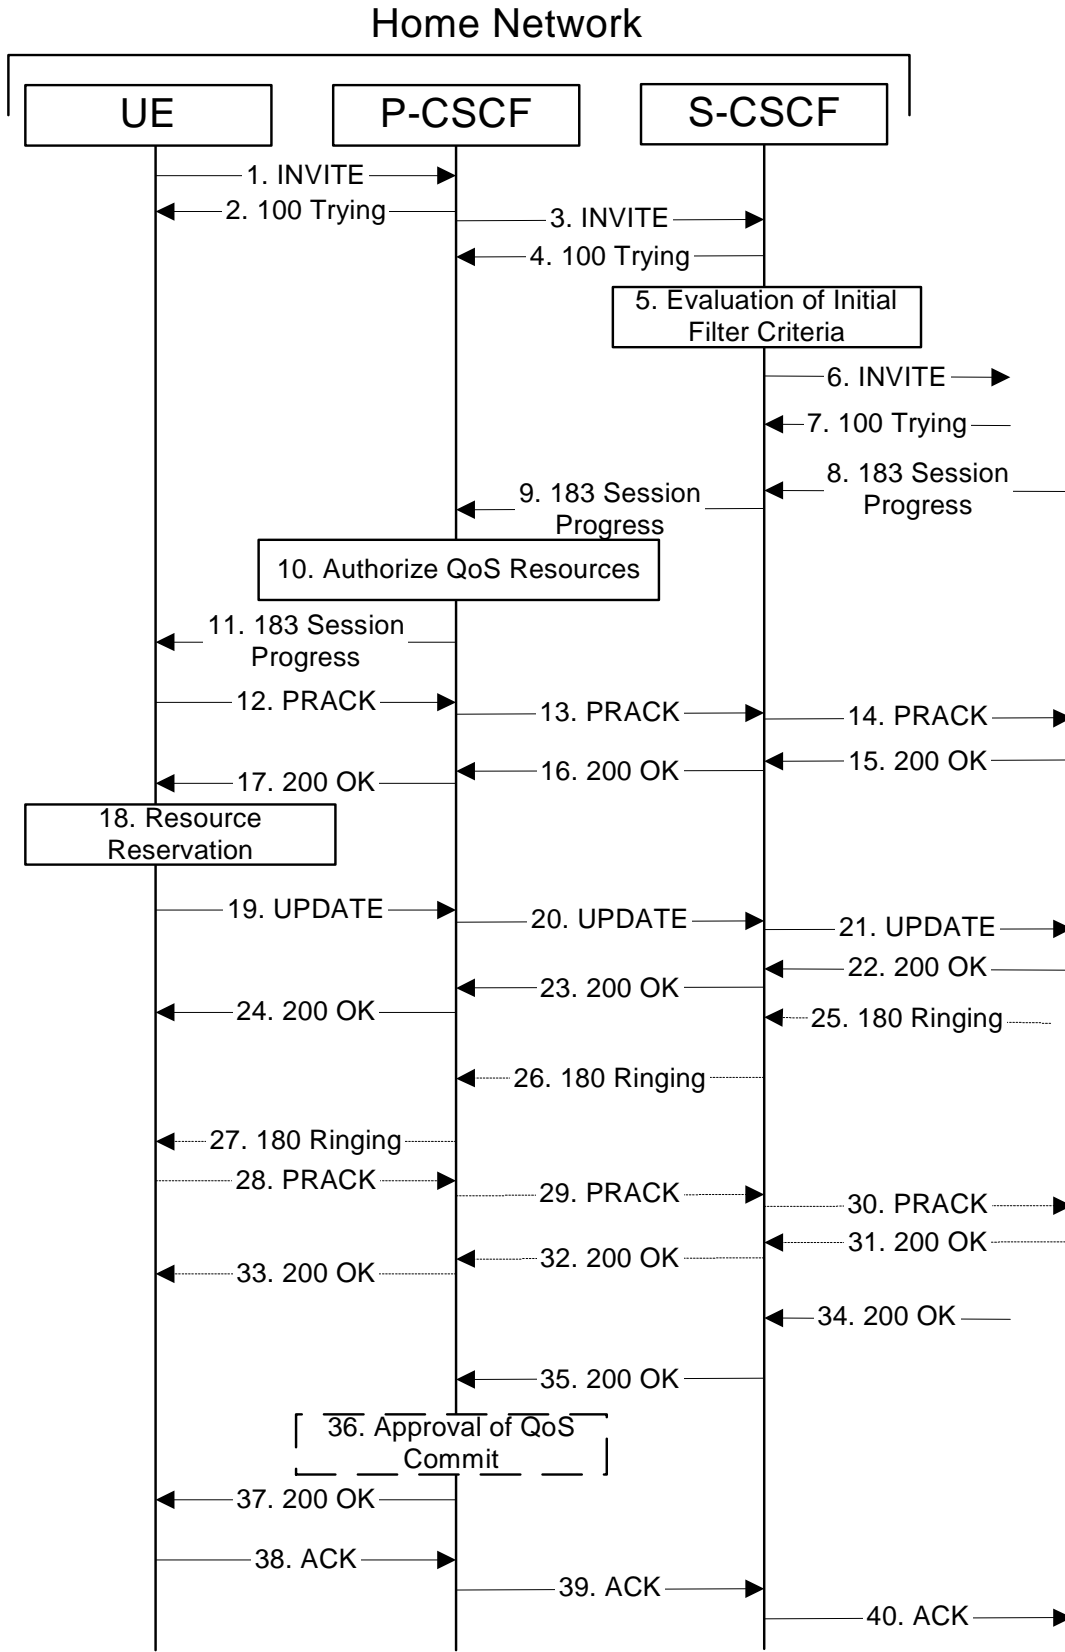 Home Network
UE
P-CSCF
S-CSCF
1. INVITE
2. 100 Trying
3. INVITE
4. 100 Trying
5. Evaluation of Initial
Filter Criteria
6. INVITE
7. 100 Trying
8. 183 Session
Progress
9. 183 Session
Progress
10. Authorize QoS Resources
11. 183 Session
Progress
12. PRACK
13. PRACK
14. PRACK
15. 200 OK
16. 200 OK
17. 200 OK
18. Resource
Reservation
19. UPDATE
20. UPDATE
21. UPDATE
22. 200 OK
23. 200 OK
24. 200 OK
25. 180 Ringing
26. 180 Ringing
27. 180 Ringing
28. PRACK
29. PRACK
30. PRACK
31. 200 OK
32. 200 OK
33. 200 OK
34. 200 OK
35. 200 OK
36. Approval of QoS
Commit
37. 200 OK
38. ACK
39. ACK
40. ACK